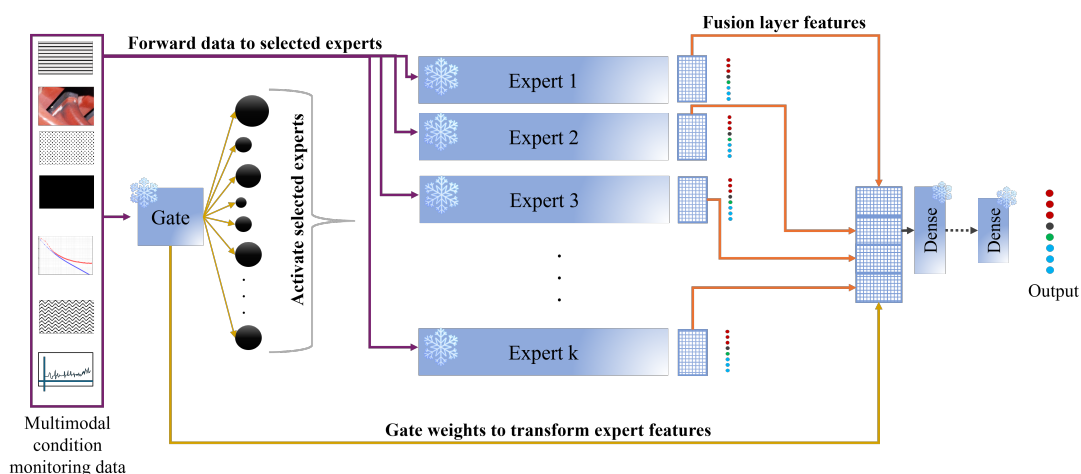 Fusion layer features
Forward data to selected experts
Expert 1
Expert 2
Expert 3
Expert k
Gate
Activate selected experts
Dense
Dense
Output
Gate weights to transform expert features
Multimodal
condition
monitoring data